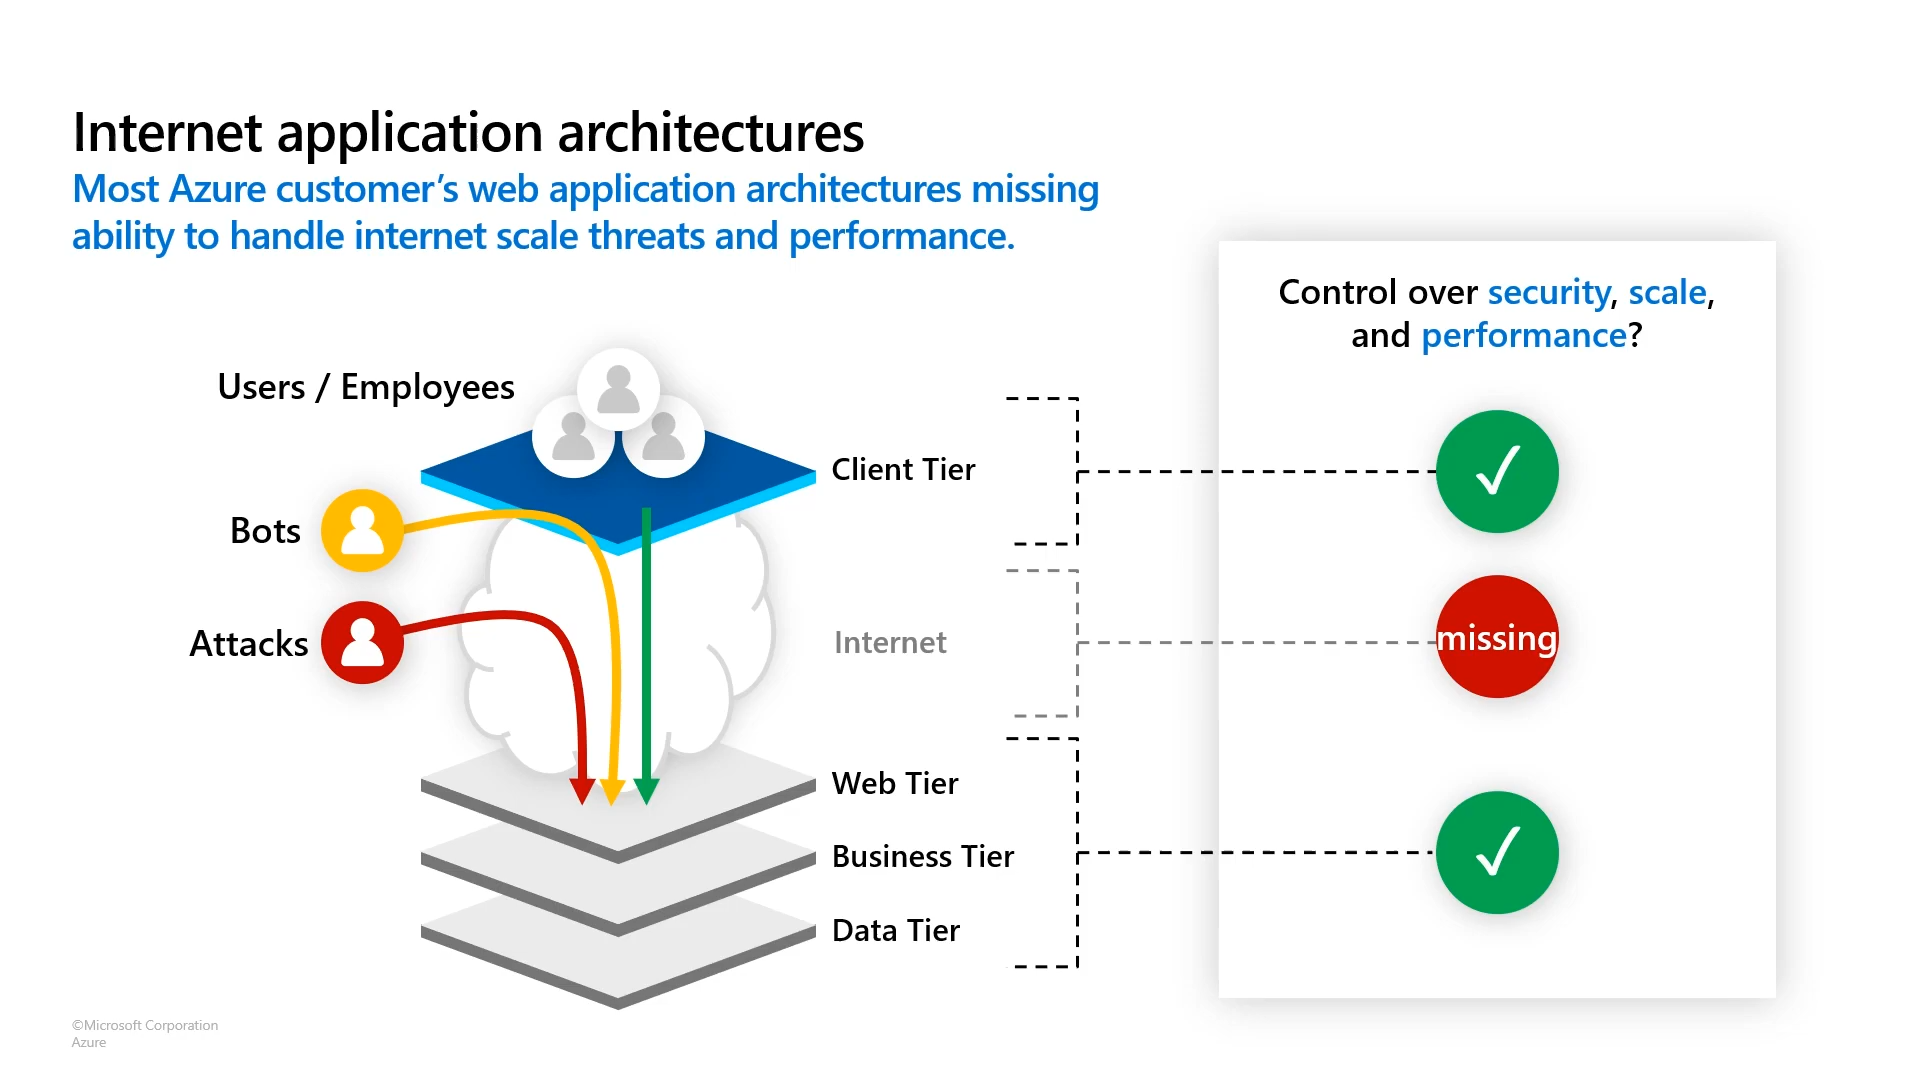 Internet application architectures
Most Azure customer’s web application architectures missing
ability to handle internet scale threats and performance.
Control over security, scale,
and performance?
Users / Employees
Client Tier
Bots
Attacks
Internet
missing
Web Tier
Business Tier
Data Tier
©Microsoft Corporation
Azure